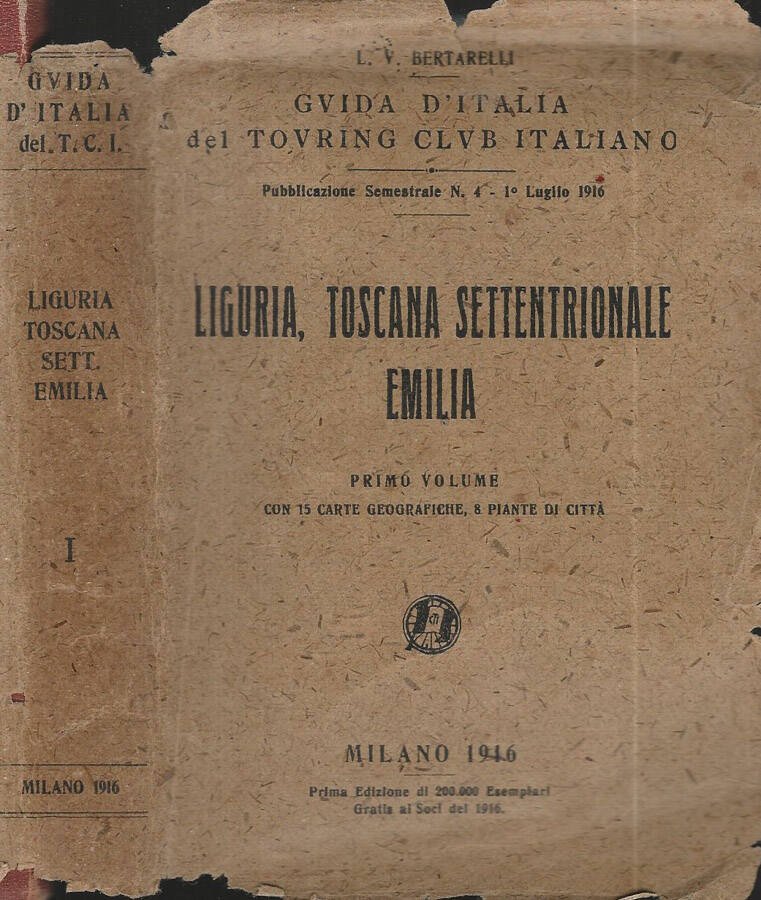 GVIDA
D'ITALIA
del. T. C. I.
LIGURIA
TOSCANA
SETT.
EMILIA
I
MILANO 1916
L. V. BERTARELLI
GVIDA D'ITALIA
del TOVRING CLVB ITALIANO
Pubblicazione Semestrale N. 4 - 1º Luglio 1916
LIGURIA, TOSCANA SETTENTRIONALE
EMILIA
PRIMO VOLUME
CON 15 CARTE GEOGRAFICHE, 8 PIANTE DI CITTÀ
MILANO 1916
Prima Edizione di 200.000 Esemplari
Gratis ai Soci del 1916.